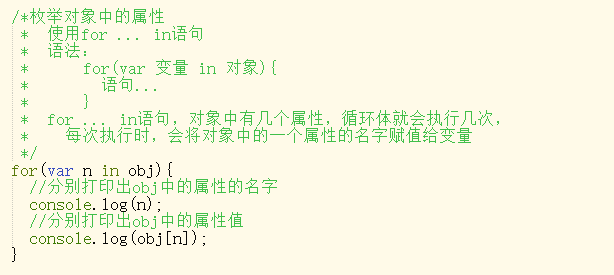 /*枚举对象中的属性
*  使用for ... in语句
*  语法:
*      for(var 变量 in 对象){
*        语句...
*      }
*  for ... in语句, 对象中有几个属性, 循环体就会执行几次,
*    每次执行时, 会将对象中的一个属性的名字赋值给变量
*/
for(var n in obj){
  //分别打印出obj中的属性的名字
  console.log(n);
  //分别打印出obj中的属性值
  console.log(obj[n]);
}